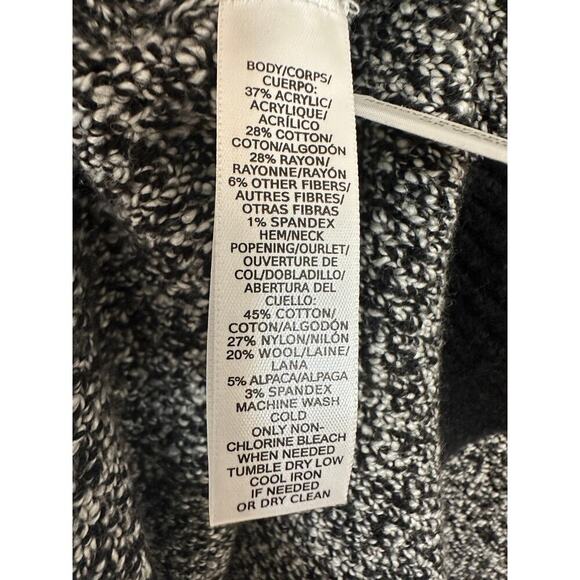 BODY/CORPS/
CUERPO:
37% ACRYLIC/
ACRYLIQUE/
ACRÍLICO
28% COTTON/
COTON/ALGODÓN
28% RAYON/
RAYONNE/RAYÓN
6% OTHER FIBERS/
AUTRES FIBRES/
OTRAS FIBRAS
1% SPANDEX
HEM/NECK
POPENING/OURLET/
OUVERTURE DE
COL/DOBLADILLO/
ABERTURA DEL
CUELLO:
45% COTTON/
COTON/ALGODÓN
27% NYLON/NILÓN
20% WOOL/LAINE/
LANA
5% ALPACA/ALPAGA
3% SPANDEX
MACHINE WASH
COLD
ONLY NON-
CHLORINE BLEACH
WHEN NEEDED
TUMBLE DRY LOW
COOL IRON
IF NEEDED
OR DRY CLEAN